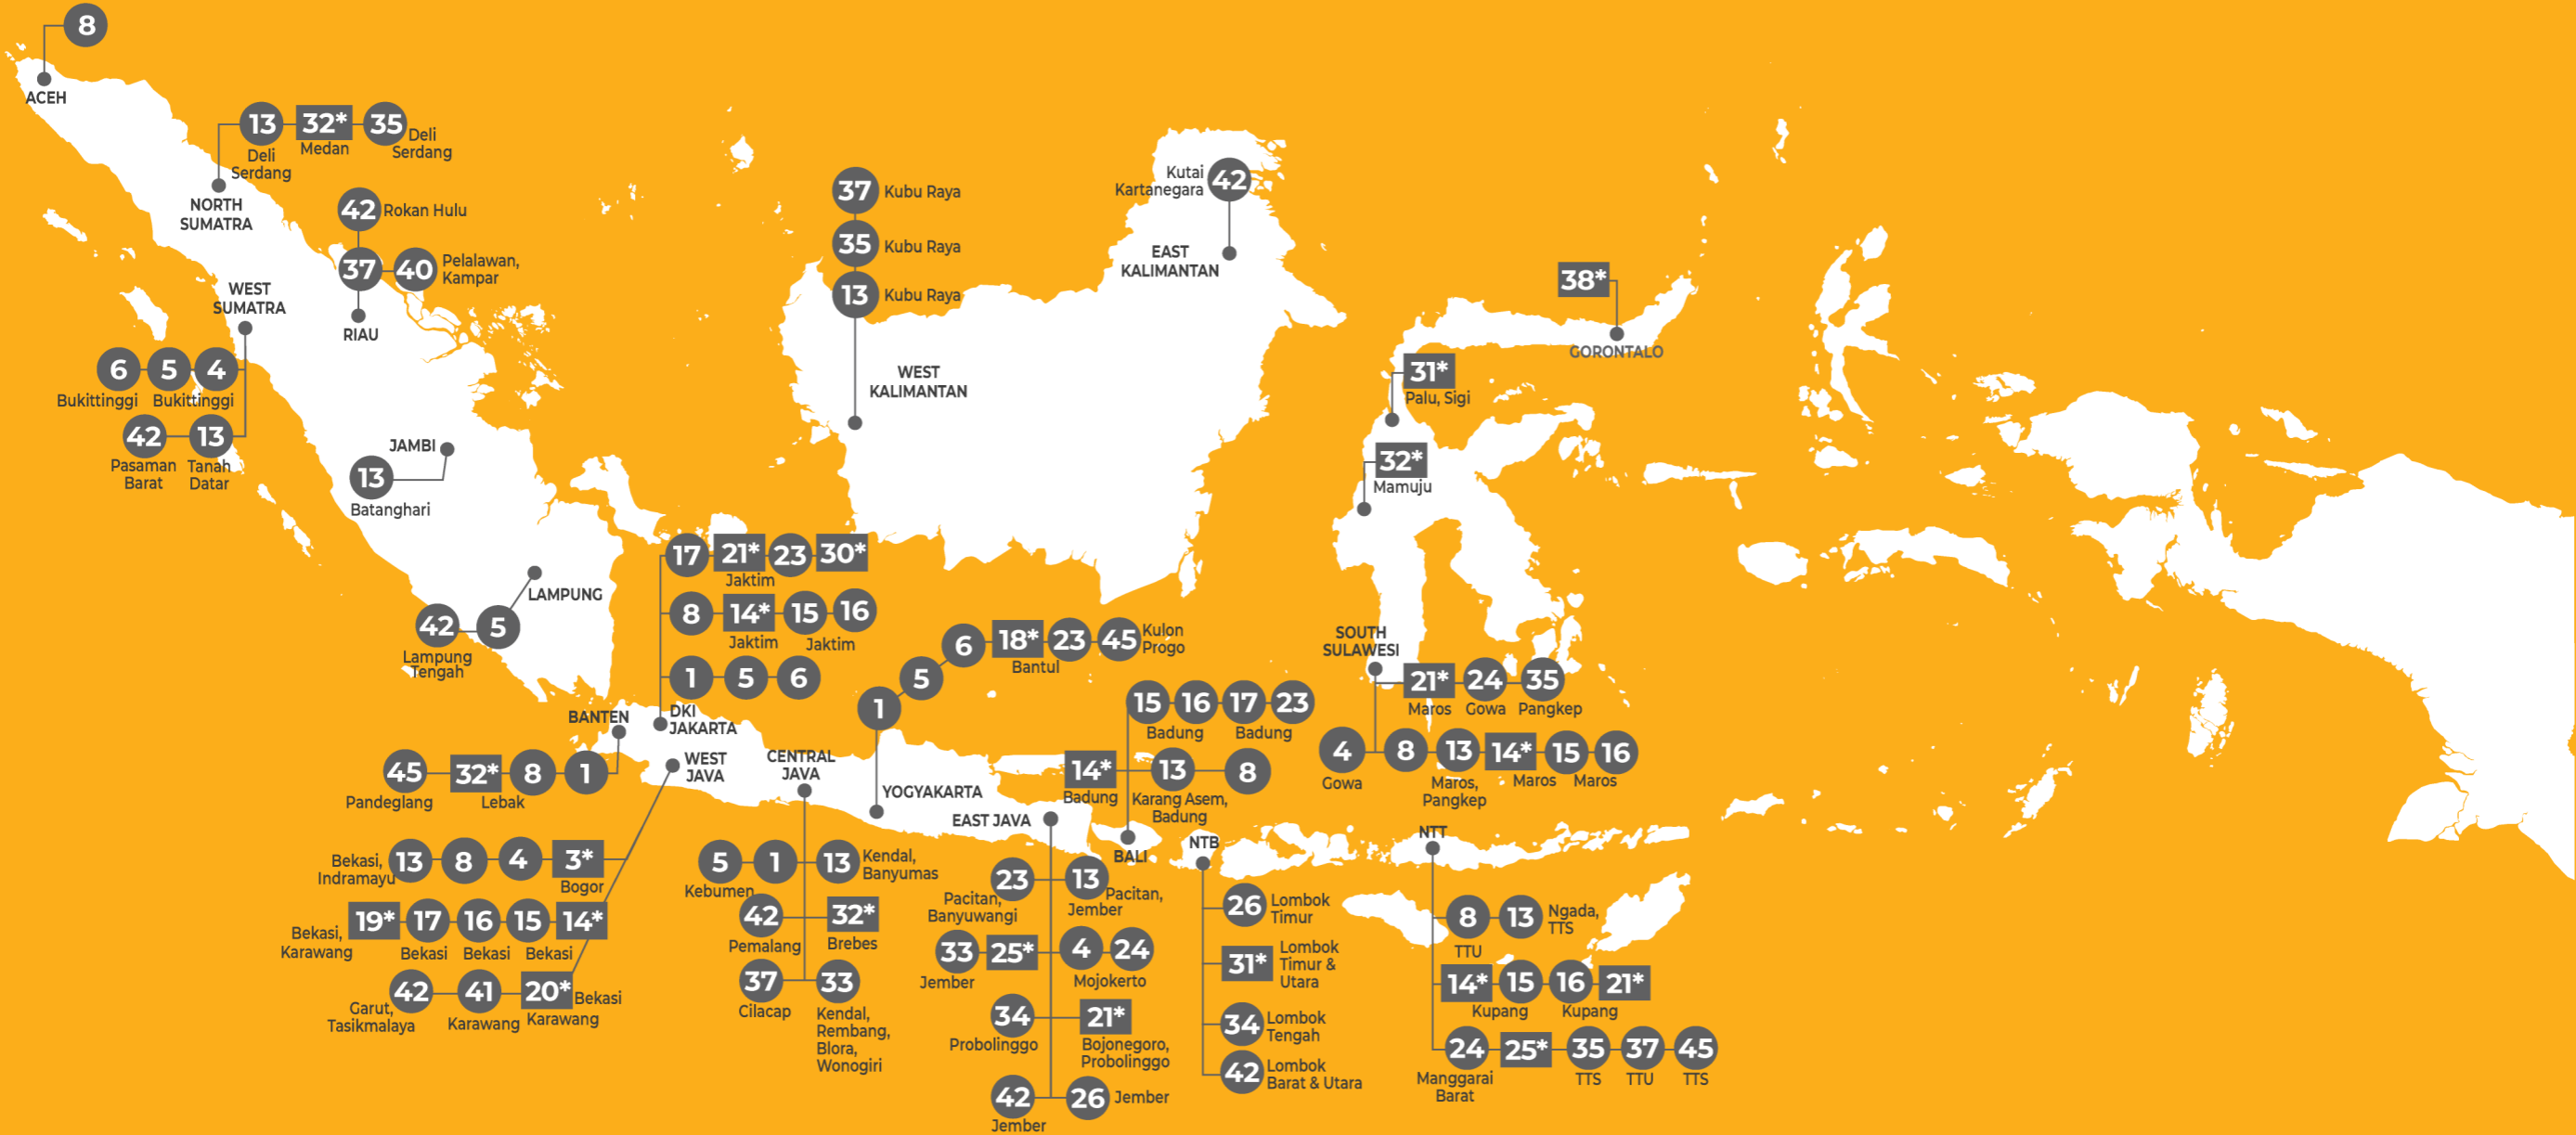 8
ACEH
13 32* 35
Deli
Serdang
Medan
Deli
Serdang
NORTH
SUMATRA
42 Rokan Hulu
37 40 Pelalawan,
Kampar
RIAU
WEST
SUMATRA
6 5 4
Bukittinggi Bukittinggi
42 13
Pasaman
Barat
Tanah
Datar
JAMBI
13
Batanghari
LAMPUNG
42 5
Lampung
Tengah
37 Kubu Raya
35 Kubu Raya
13 Kubu Raya
WEST
KALIMANTAN
Kutai
Kartanegara
42
EAST
KALIMANTAN
38*
GORONTALO
31*
Palu, Sigi
32*
Mamuju
17 21* 23 30*
Jaktim
8 14* 15 16
Jaktim Jaktim
1 5 6
DKI
JAKARTA
BANTEN
45 32* 8 1
Pandeglang Lebak
WEST
JAVA
13 8 4 3*
Bekasi,
Indramayu
Bogor
19* 17 16 15 14*
Bekasi,
Karawang
Bekasi Bekasi Bekasi
42 41 20* Bekasi
Garut,
Tasikmalaya
Karawang Karawang
CENTRAL
JAVA
5 1 13 Kendal,
Banyumas
Kebumen
42 32*
Pemalang Brebes
37 33
Cilacap
Kendal,
Rembang,
Blora,
Wonogiri
1 5 6 18* 23 45 Kulon
Progo
Bantul
YOGYAKARTA
EAST JAVA
23 13
Pacitan,
Banyuwangi
Pacitan,
Jember
33 25* 4 24
Jember Mojokerto
34 21*
Probolinggo
Bojonegoro,
Probolinggo
42 26 Jember
Jember
15 16 17 23
Badung Badung
14* 13 8
Badung
Karang Asem,
Badung
BALI
NTB
26 Lombok
Timur
31* Lombok
Timur &
Utara
34 Lombok
Tengah
42 Lombok
Barat & Utara
SOUTH
SULAWESI
21* 24 35
Maros Gowa Pangkep
4 8 13 14* 15 16
Gowa
Maros,
Pangkep
Maros Maros
NTT
8 13 Ngada,
TTS
TTU
14* 15 16 21*
Kupang Kupang
24 25* 35 37 45
Manggarai
Barat
TTS TTU TTS